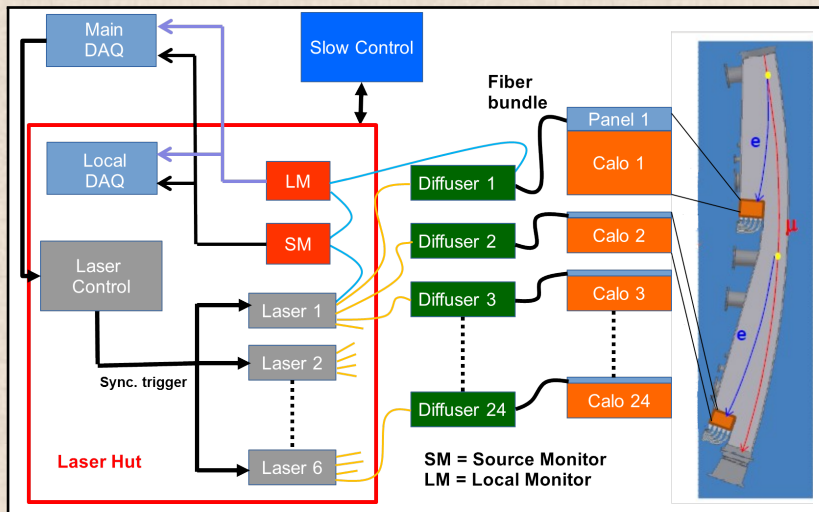 Main
DAQ
Slow Control
Fiber
bundle
Panel 1
Calo 1
Local
DAQ
LM
SM
Diffuser 1
Diffuser 2
Calo 2
Laser
Control
Laser 1
Diffuser 3
Calo 3
Laser 2
Sync. trigger
Diffuser 24
Calo 24
Laser Hut
Laser 6
SM = Source Monitor
LM = Local Monitor
e
μ
e